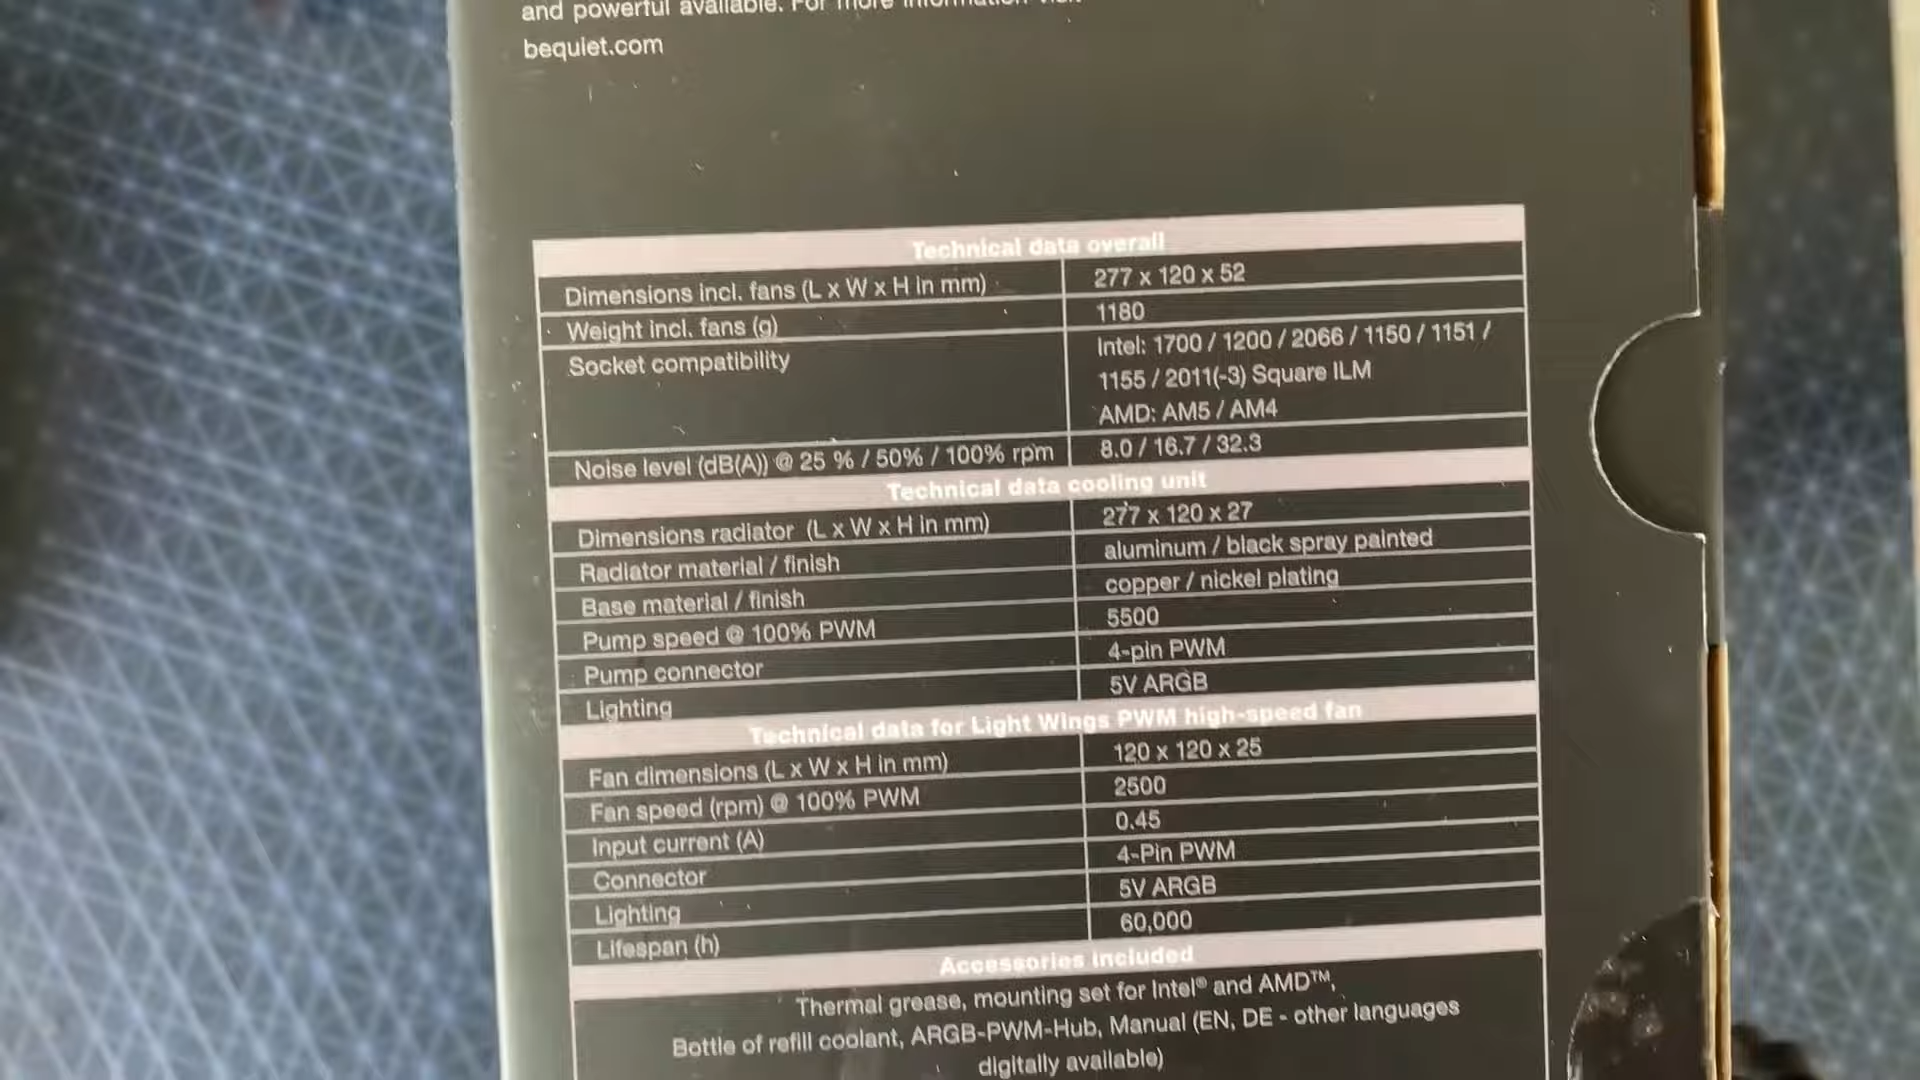 and powerful available. For more information visit
bequiet.com
Technical data overall
Dimensions incl. fans (L x W x H in mm) 277 x 120 x 52
Weight incl. fans (g) 1180
Socket compatibility Intel: 1700 / 1200 / 2066 / 1150 / 1151 /
1155 / 2011(-3) Square ILM
AMD: AM5 / AM4
Noise level (dB(A)) @ 25 % / 50% / 100% rpm 8.0 / 16.7 / 32.3
Technical data cooling unit
Dimensions radiator (L x W x H in mm) 277 x 120 x 27
Radiator material / finish aluminum / black spray painted
Base material / finish copper / nickel plating
Pump speed @ 100% PWM 5500
Pump connector 4-pin PWM
Lighting 5V ARGB
Technical data for Light Wings PWM high-speed fan
Fan dimensions (L x W x H in mm) 120 x 120 x 25
Fan speed (rpm) @ 100% PWM 2500
Input current (A) 0.45
Connector 4-Pin PWM
Lighting 5V ARGB
Lifespan (h) 60,000
Accessories included
Thermal grease, mounting set for Intel® and AMD™,
Bottle of refill coolant, ARGB-PWM-Hub, Manual (EN, DE - other languages
digitally available)